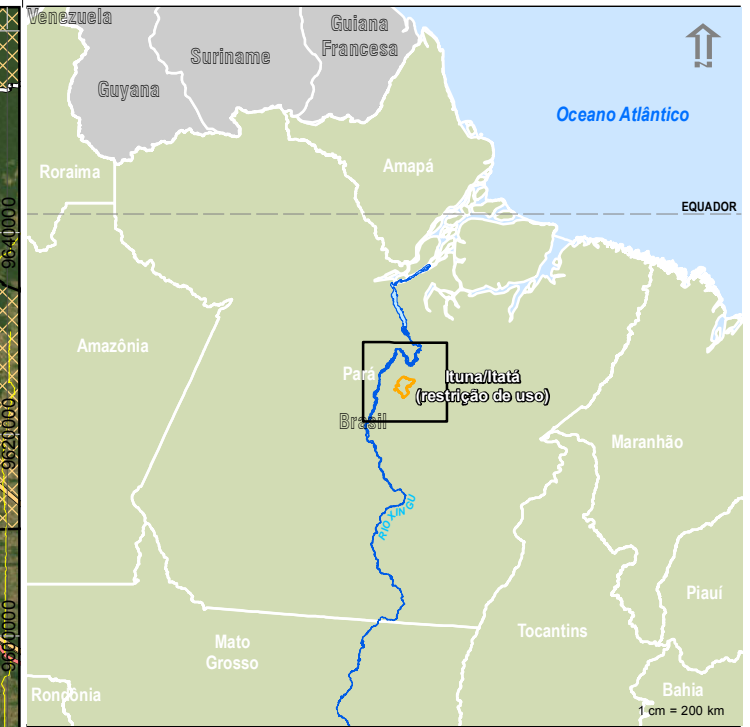 Venezuela
Guiana
Francesa
Suriname
Guyana
N
Oceano Atlântico
Roraima
Amapá
EQUADOR
9640000
Amazônia
Pará
Ituna/Itatá
(restrição de uso)
Brasil
9620000
Maranhão
RIO XINGU
Piauí
9600000
Tocantins
Mato
Grosso
Rondônia
Bahia
1 cm = 200 km